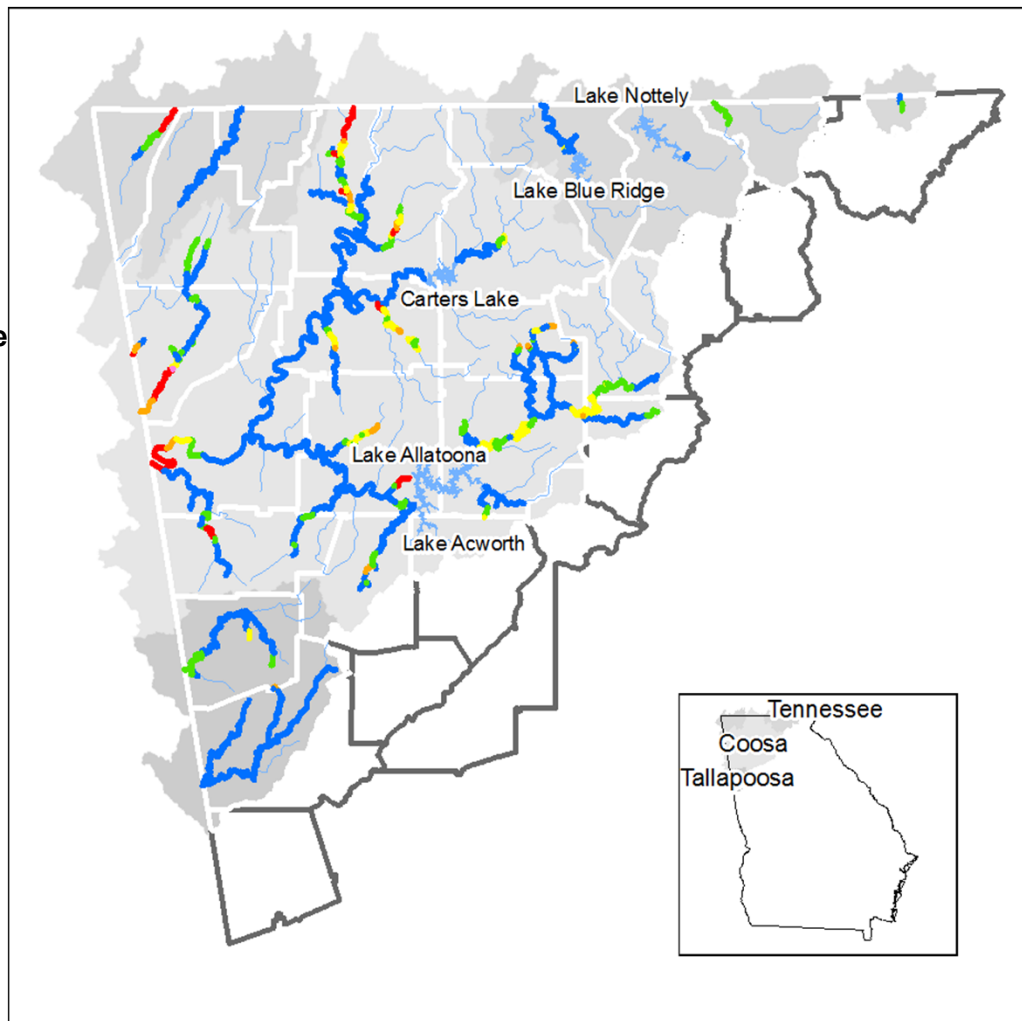 Lake Nottely
Lake Blue Ridge
Carters Lake
e
Lake Allatoona
Lake Acworth
Tennessee
Coosa
Tallapoosa